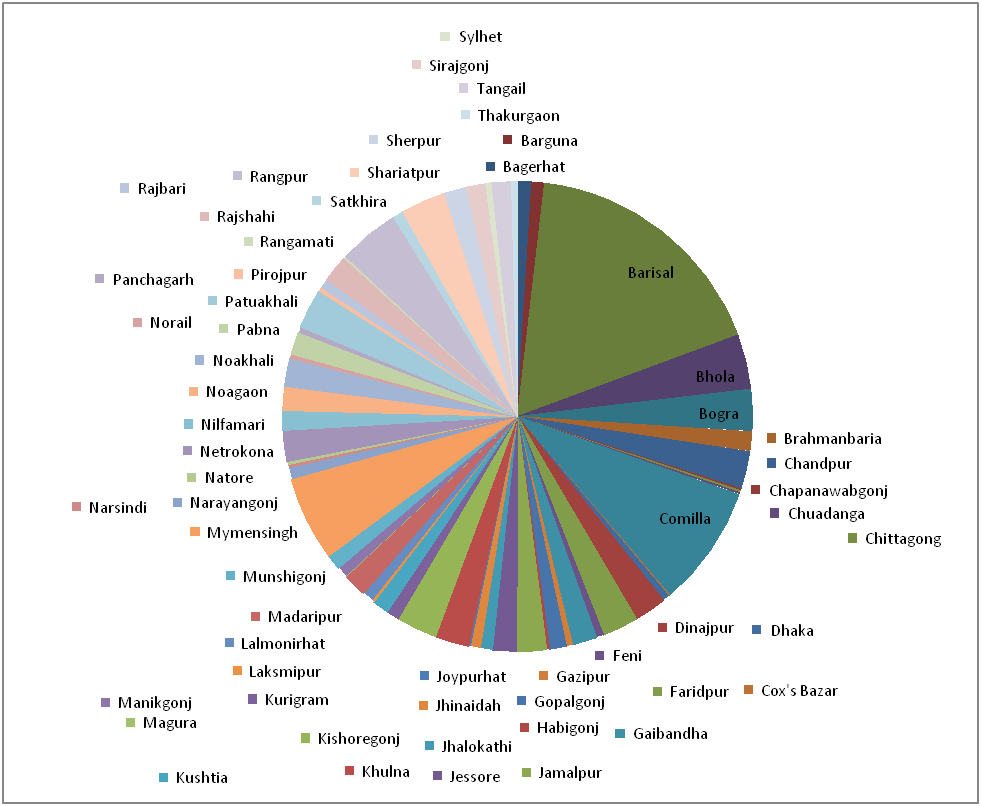 Sylhet
Sirajgonj
Tangail
Thakurgaon
Sherpur
Barguna
Bagerhat
Shariatpur
Rangpur
Rajbari
Satkhira
Rajshahi
Rangamati
Barisal
Pirojpur
Panchagarh
Patuakhali
Norail
Pabna
Noakhali
Bhola
Noagaon
Bogra
Nilfamari
Brahmanbaria
Netrokona
Chandpur
Natore
Chapanawabgonj
Narayangonj
Narsindi
Chuadanga
Comilla
Mymensingh
Chittagong
Munshigonj
Madaripur
Dinajpur
Dhaka
Lalmonirhat
Feni
Laksmipur
Joypurhat
Gazipur
Faridpur
Cox's Bazar
Kurigram
Manikgonj
Jhinaidah
Gopalgonj
Magura
Habigonj
Gaibandha
Kishoregonj
Jhalokathi
Khulna
Jessore
Jamalpur
Kushtia